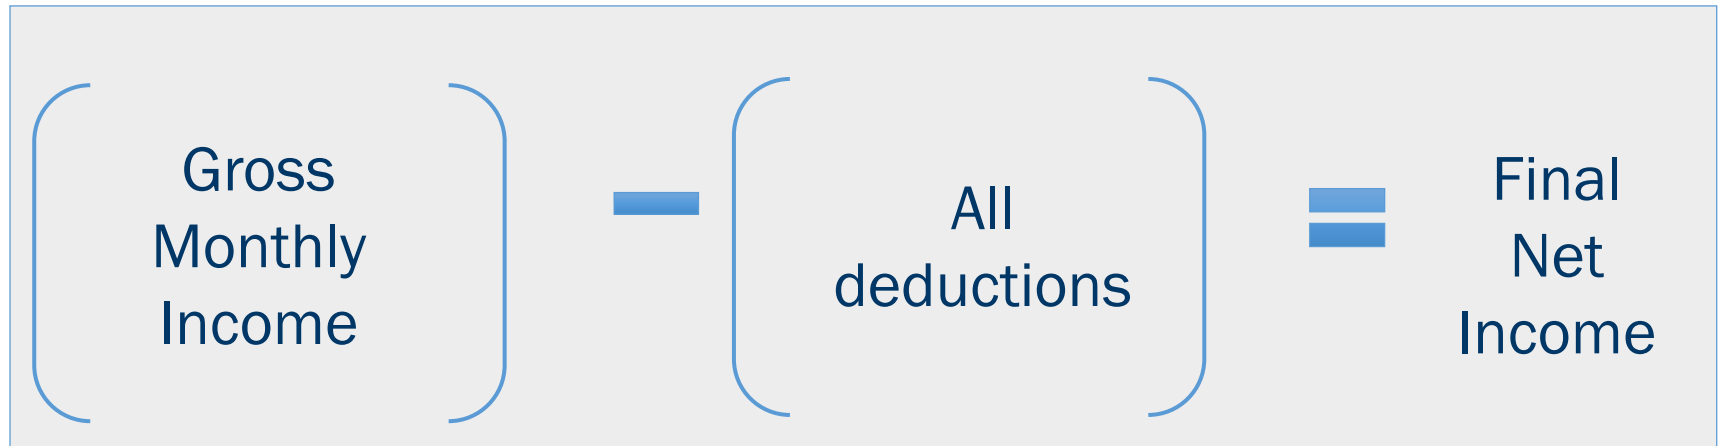 Gross
Monthly
Income
All
deductions
Final
Net
Income